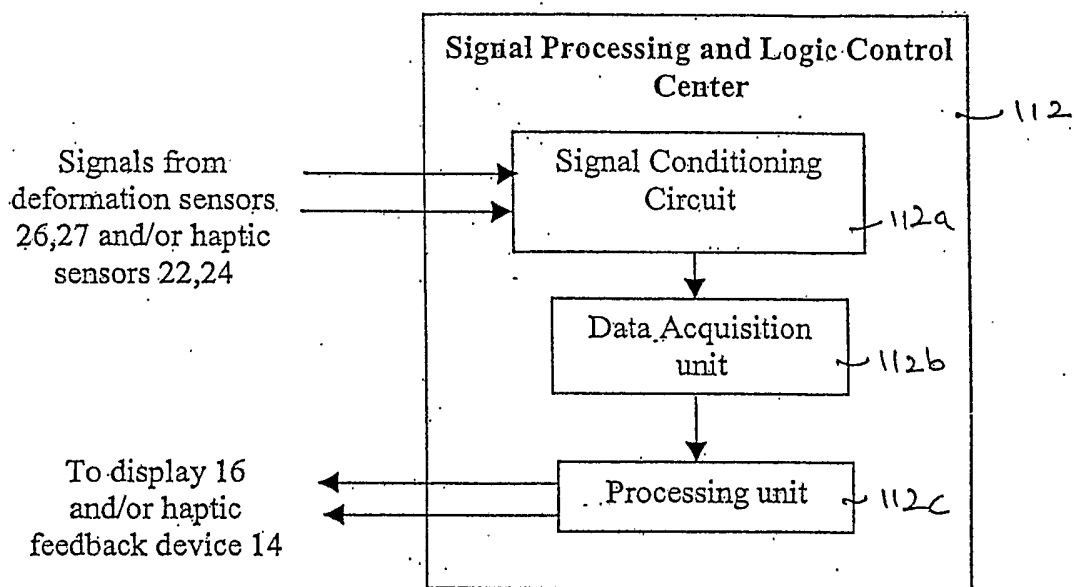 Signal Processing and Logic Control
Center
112
Signals from
deformation sensors
26,27 and/or haptic
sensors 22,24
Signal Conditioning
Circuit
112a
Data Acquisition
unit
112b
To display 16
and/or haptic
feedback device 14
Processing unit
112c